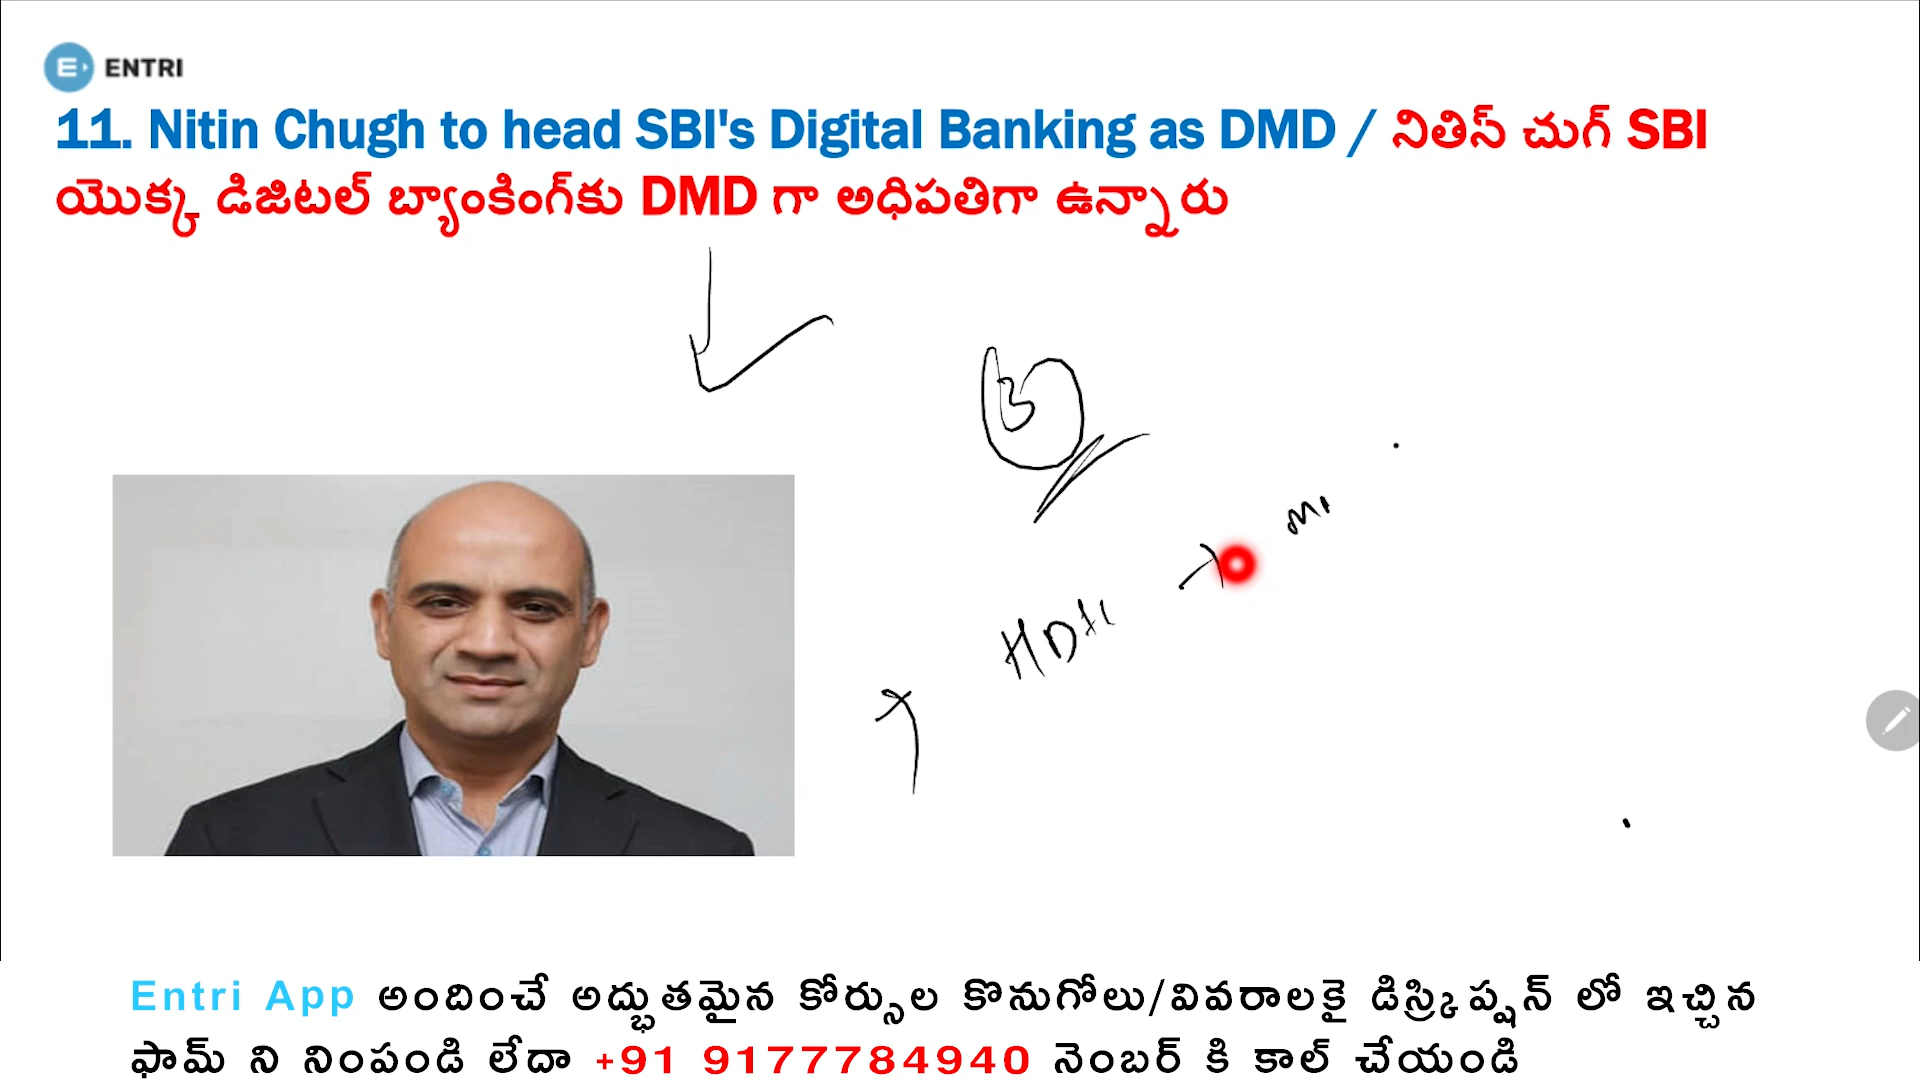 ENTRI
11. Nitin Chugh to head SBI's Digital Banking as DMD / నితిస్ చుగ్ SBI
యొక్క డిజిటల్ బ్యాంకింగ్‌కు DMD గా అధిపతిగా ఉన్నారు
Entri App అందించే అద్భుతమైన కోర్సుల కొనుగోలు/వివరాలకై డిస్క్రిప్షన్ లో ఇచ్చిన
ఫామ్ ని నింపండి లేదా +91 9177784940 నెంబర్ కి కాల్ చేయండి